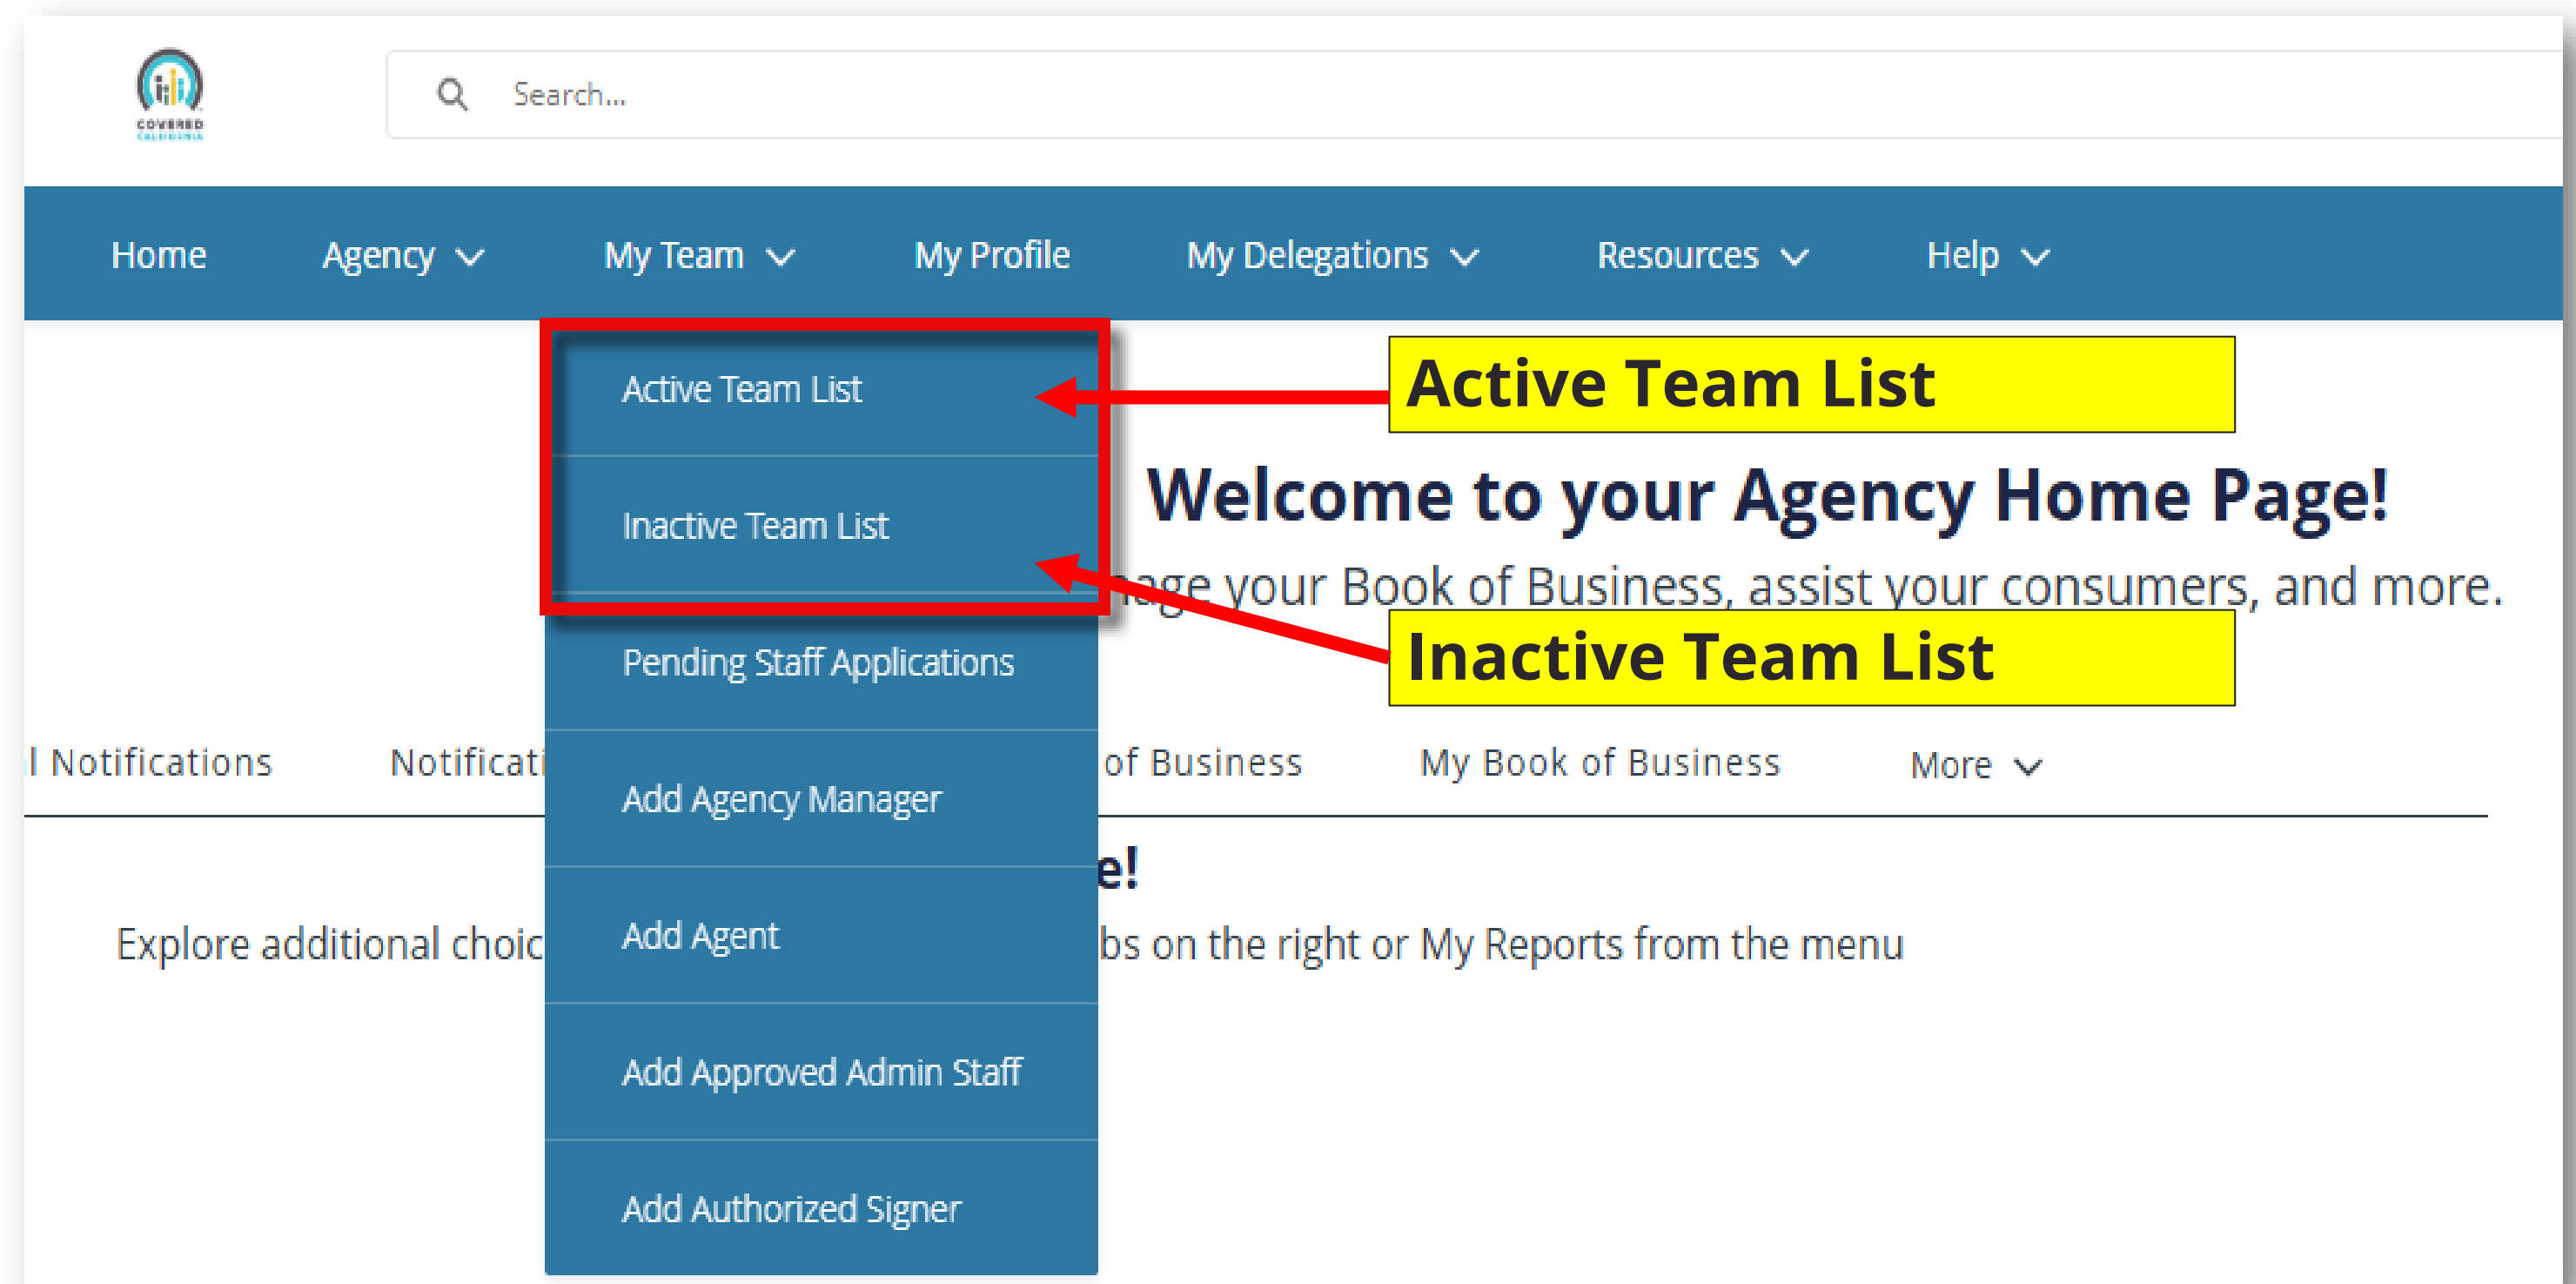 COVERED
CALIFORNIA
Search...
Home Agency My Team My Profile My Delegations Resources Help
Active Team List
Active Team List
Welcome to your Agency Home Page!
Inactive Team List
your Book of Business, assist your consumers, and more.
Inactive Team List
Pending Staff Applications
l Notifications Notificati of Business My Book of Business More
Add Agency Manager
e!
Explore additional choic bs on the right or My Reports from the menu
Add Agent
Add Approved Admin Staff
Add Authorized Signer